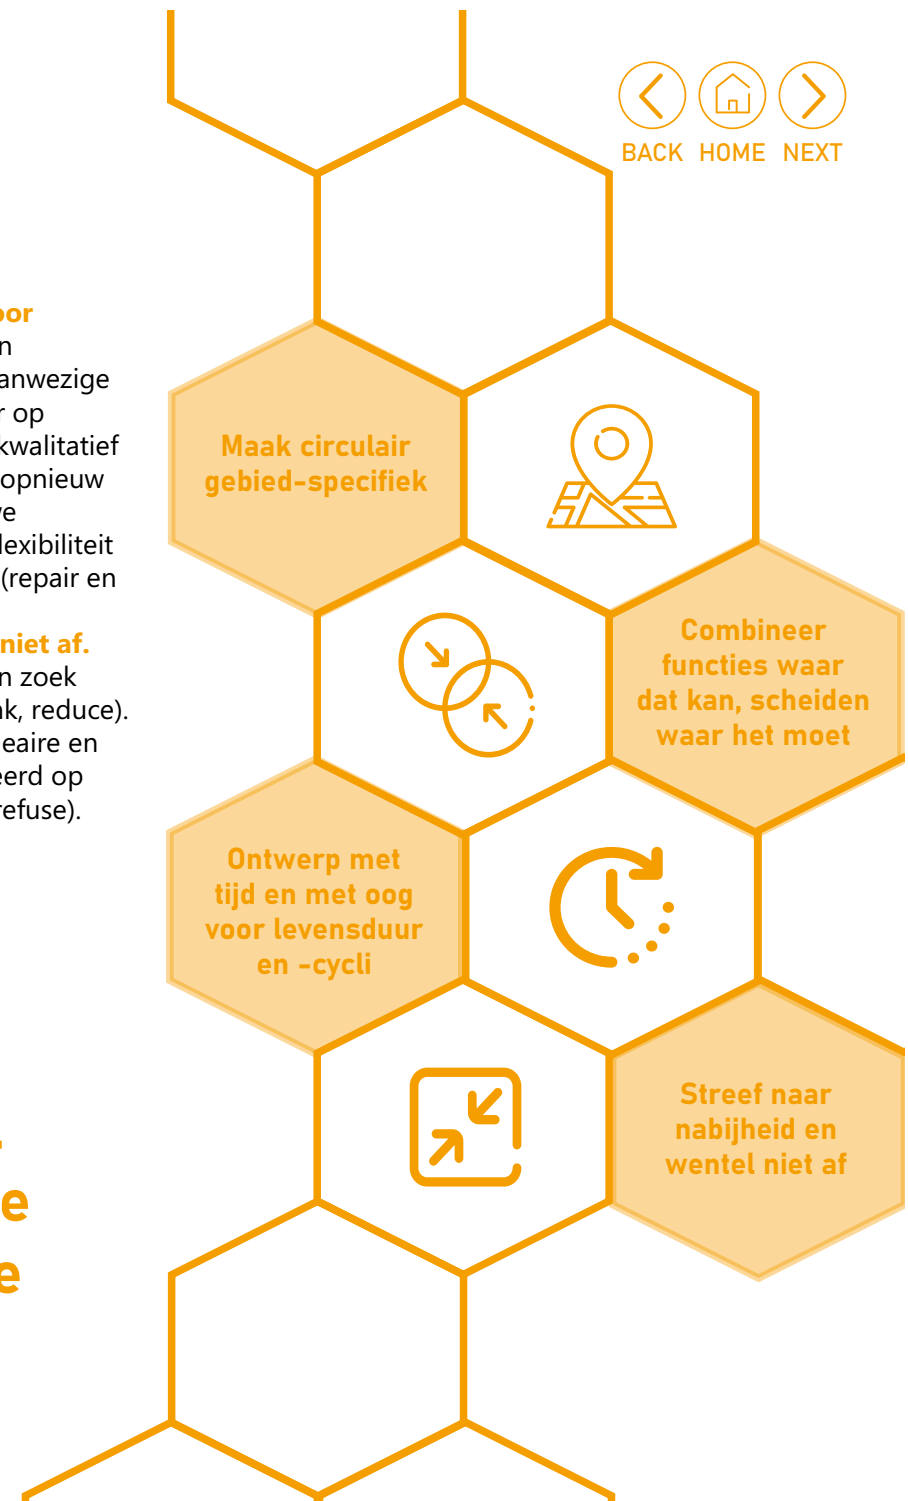 BACK HOME NEXT
oor
n
anwezige
r op
kwalitatief
opnieuw
ve
lexibiliteit
(repair en
niet af.
n zoek
nk, reduce).
eaire en
eerd op
refuse).
Maak circulair
gebied-specifiek
Combineer
functies waar
dat kan, scheiden
waar het moet
Ontwerp met
tijd en met oog
voor levensduur
en -cycli
Streef naar
nabijheid en
wentel niet af
e
e